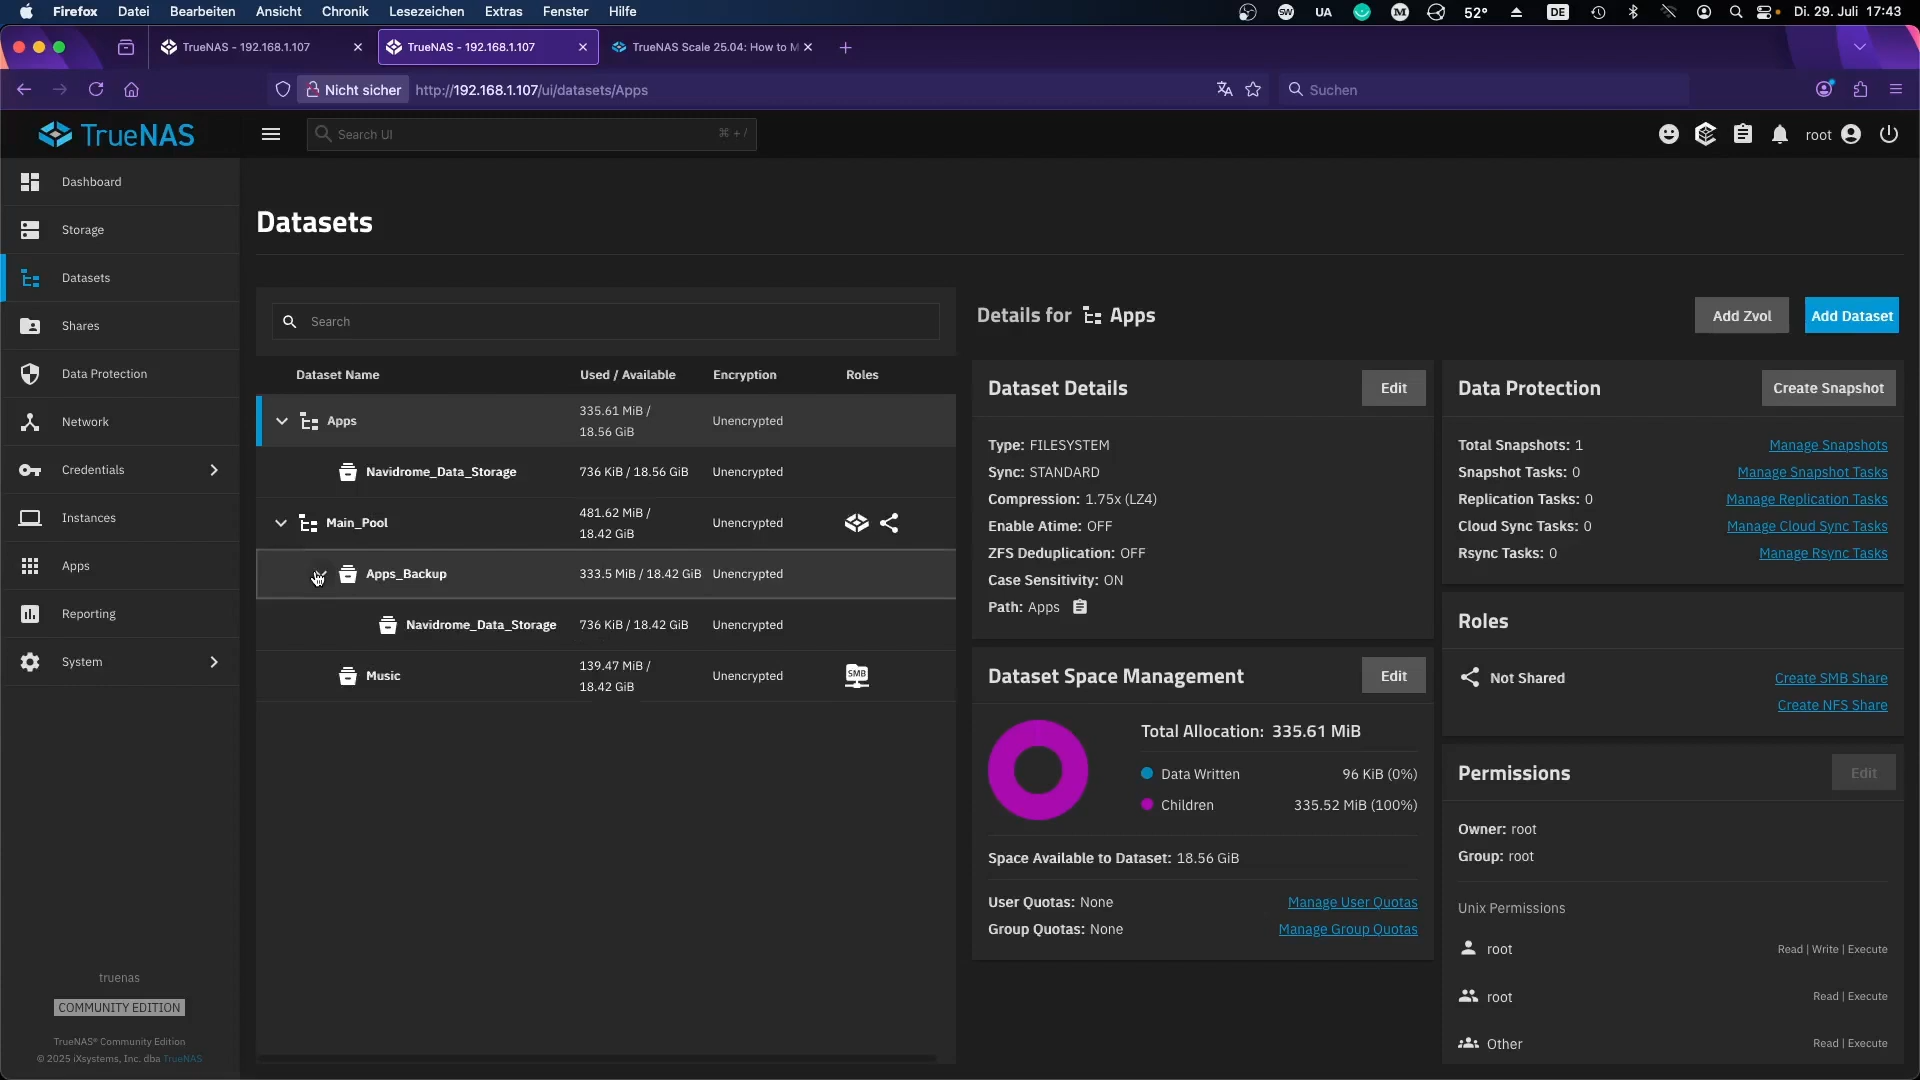 Firefox Datei Bearbeiten Ansicht Chronik Lesezeichen Extras Fenster Hilfe SW UA M 52° DE Di. 29. Juli 17:43
TrueNAS - 192.168.1.107 TrueNAS - 192.168.1.107 TrueNAS Scale 25.04: How to M
Nicht sicher http://192.168.1.107/ui/datasets/Apps Suchen
TrueNAS Search UI ⌘ + / root
Dashboard
Storage
Datasets
Shares
Data Protection
Network
Credentials
Instances
Apps
Reporting
System
truenas
COMMUNITY EDITION
TrueNAS® Community Edition
© 2025 iXsystems, Inc. dba TrueNAS
Datasets
Search
Dataset Name Used / Available Encryption Roles
Apps 335.61 MiB / 18.56 GiB Unencrypted
Navidrome_Data_Storage 736 KiB / 18.56 GiB Unencrypted
Main_Pool 481.62 MiB / 18.42 GiB Unencrypted
Apps_Backup 333.5 MiB / 18.42 GiB Unencrypted
Navidrome_Data_Storage 736 KiB / 18.42 GiB Unencrypted
Music 139.47 MiB / 18.42 GiB Unencrypted SMB
Details for Apps Add Zvol Add Dataset
Dataset Details Edit
Type: FILESYSTEM
Sync: STANDARD
Compression: 1.75x (LZ4)
Enable Atime: OFF
ZFS Deduplication: OFF
Case Sensitivity: ON
Path: Apps
Dataset Space Management Edit
Total Allocation: 335.61 MiB
Data Written 96 KiB (0%)
Children 335.52 MiB (100%)
Space Available to Dataset: 18.56 GiB
User Quotas: None Manage User Quotas
Group Quotas: None Manage Group Quotas
Data Protection Create Snapshot
Total Snapshots: 1 Manage Snapshots
Snapshot Tasks: 0 Manage Snapshot Tasks
Replication Tasks: 0 Manage Replication Tasks
Cloud Sync Tasks: 0 Manage Cloud Sync Tasks
Rsync Tasks: 0 Manage Rsync Tasks
Roles
Not Shared Create SMB Share
Create NFS Share
Permissions Edit
Owner: root
Group: root
Unix Permissions
root Read | Write | Execute
root Read | Execute
Other Read | Execute